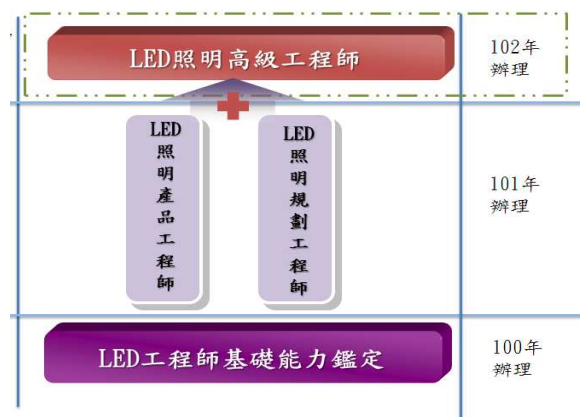 LED照明高級工程師
102年
辦理
LED照明產品工程師
LED照明規劃工程師
101年
辦理
LED工程師基礎能力鑑定
100年
辦理